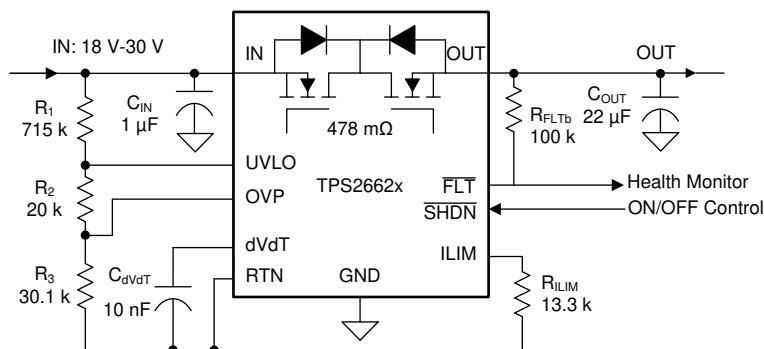 IN: 18 V-30 V
IN
OUT
OUT
R1
715 k
CIN
1 µF
478 mΩ
RFLTb
100 k
COUT
22 µF
UVLO
R2
20 k
OVP
TPS2662x
FLT
Health Monitor
SHDN
ON/OFF Control
dVdT
ILIM
R3
30.1 k
CdVdT
10 nF
RTN
GND
RILIM
13.3 k